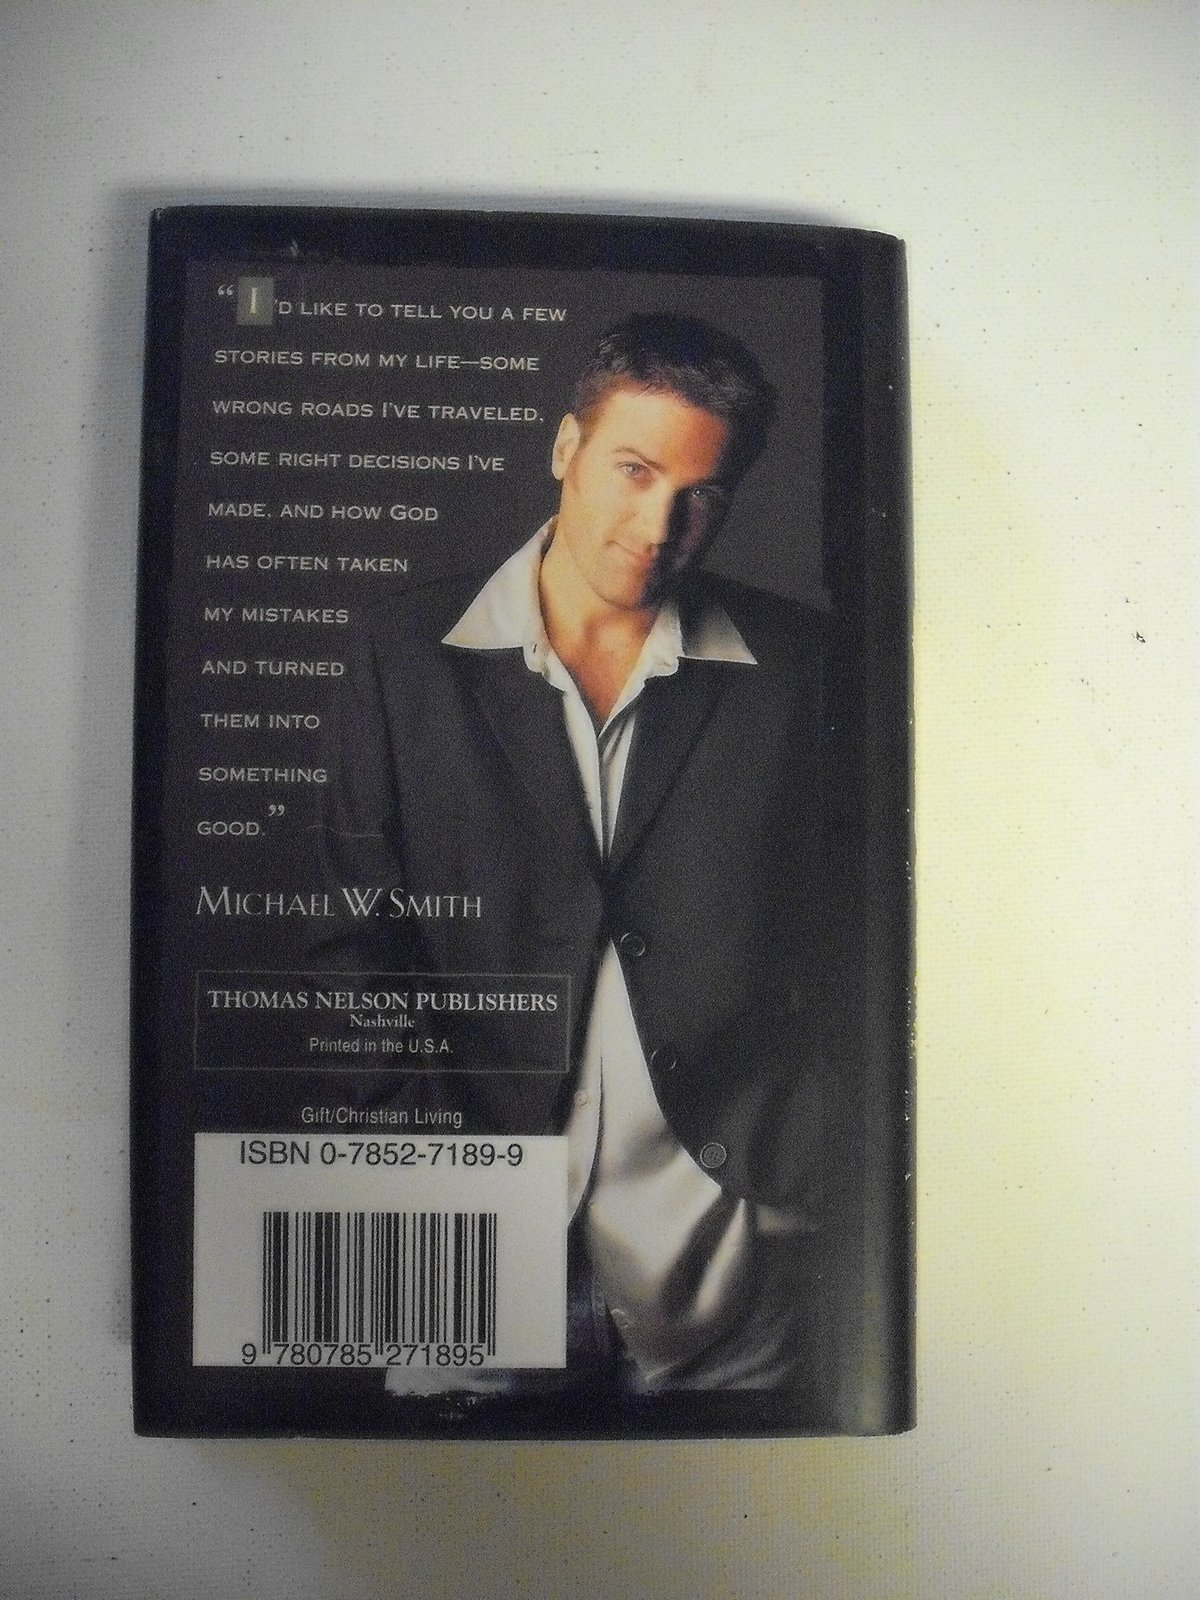 “I’D LIKE TO TELL YOU A FEW
STORIES FROM MY LIFE—SOME
WRONG ROADS I’VE TRAVELED,
SOME RIGHT DECISIONS I’VE
MADE, AND HOW GOD
HAS OFTEN TAKEN
MY MISTAKES
AND TURNED
THEM INTO
SOMETHING
GOOD.”
MICHAEL W. SMITH
THOMAS NELSON PUBLISHERS
Nashville
Printed in the U.S.A.
Gift/Christian Living
ISBN 0-7852-7189-9
9 780785 271895